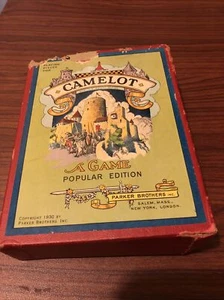 CAMELOT
A GAME
POPULAR EDITION
PARKER BROTHERS INC.
SALEM, MASS.,
NEW YORK, LONDON.
COPYRIGHT 1930 BY
PARKER BROTHERS, INC.